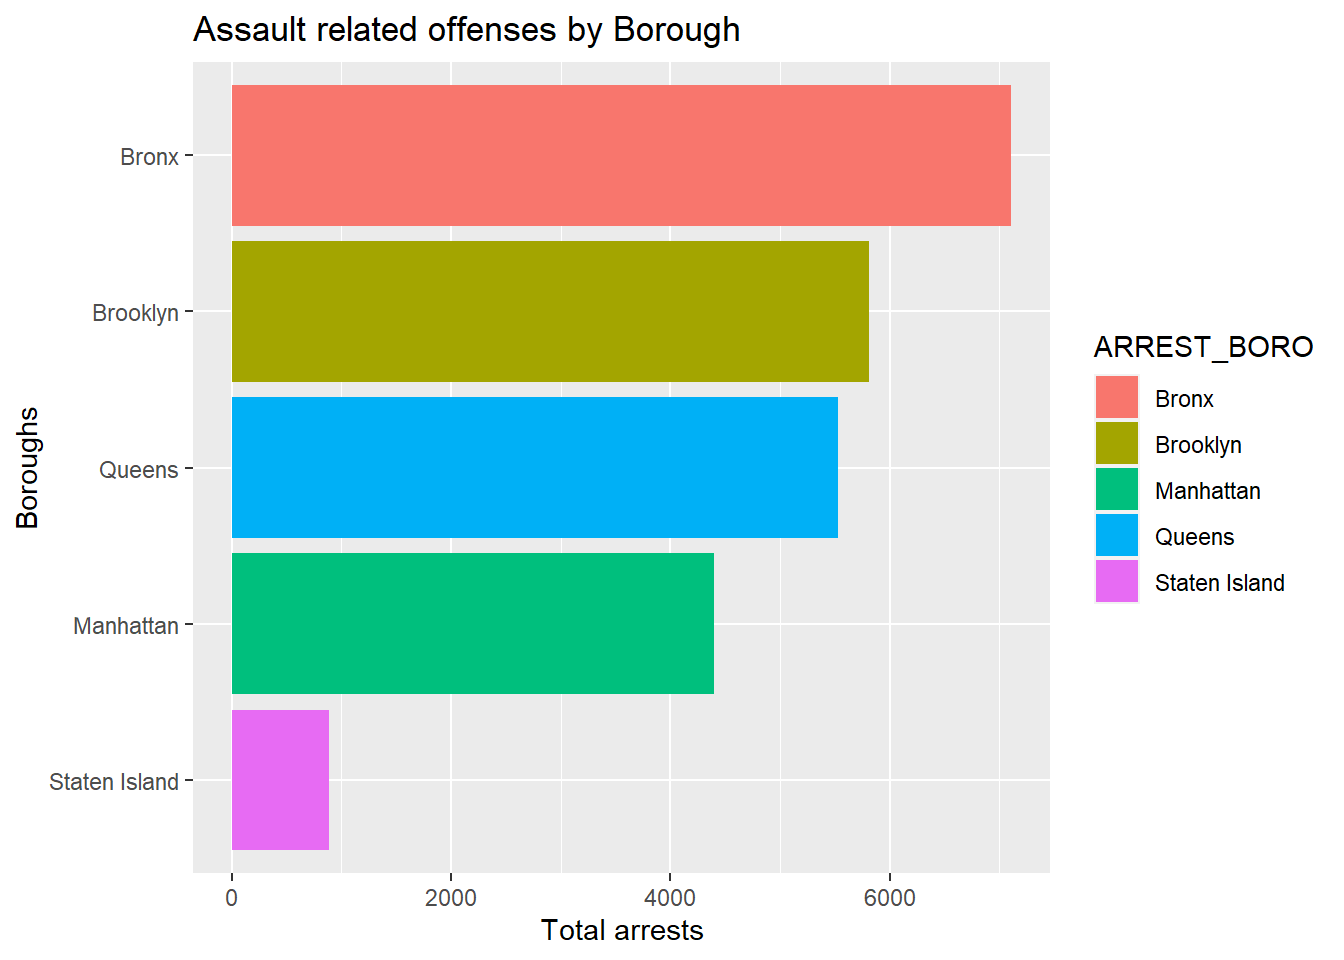 Assault related offenses by Borough
Boroughs
Bronx
Brooklyn
Queens
Manhattan
Staten Island
0 2000 4000 6000
Total arrests
ARREST_BORO
Bronx
Brooklyn
Manhattan
Queens
Staten Island